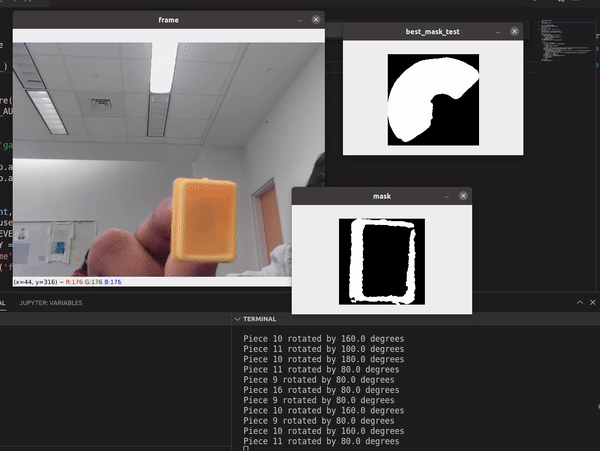 frame
best_mask_test
mask
(x=44, y=316) ~ R:176 G:176 B:176
JUPYTER: VARIABLES
TERMINAL
Piece 10 rotated by 160.0 degrees
Piece 11 rotated by 100.0 degrees
Piece 10 rotated by 180.0 degrees
Piece 11 rotated by 80.0 degrees
Piece 9 rotated by 80.0 degrees
Piece 16 rotated by 80.0 degrees
Piece 9 rotated by 80.0 degrees
Piece 10 rotated by 160.0 degrees
Piece 9 rotated by 80.0 degrees
Piece 10 rotated by 160.0 degrees
Piece 11 rotated by 80.0 degrees